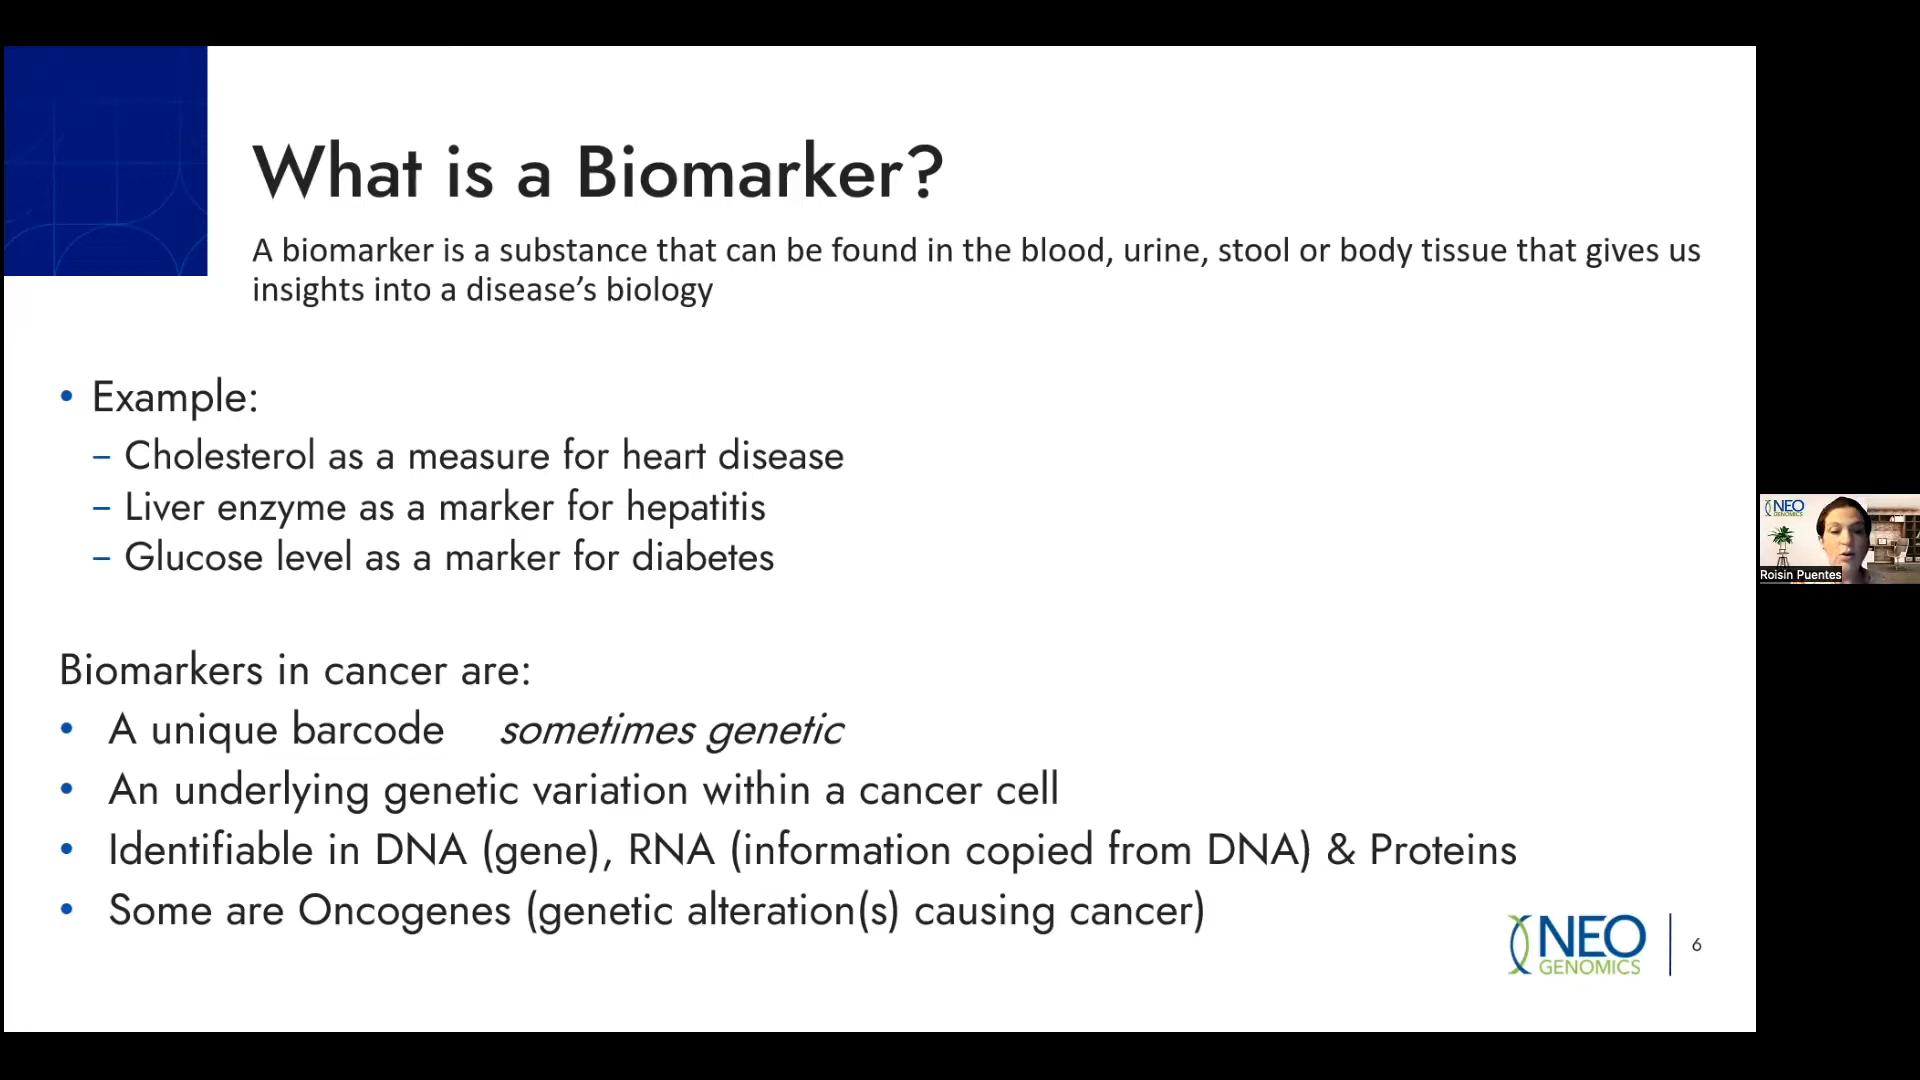 What is a Biomarker?
A biomarker is a substance that can be found in the blood, urine, stool or body tissue that gives us
insights into a disease’s biology
• Example:
– Cholesterol as a measure for heart disease
– Liver enzyme as a marker for hepatitis
– Glucose level as a marker for diabetes
Biomarkers in cancer are:
• A unique barcode sometimes genetic
• An underlying genetic variation within a cancer cell
• Identifiable in DNA (gene), RNA (information copied from DNA) & Proteins
• Some are Oncogenes (genetic alteration(s) causing cancer)
NEO
GENOMICS
6
NEO
GENOMICS
Roisin Puentes